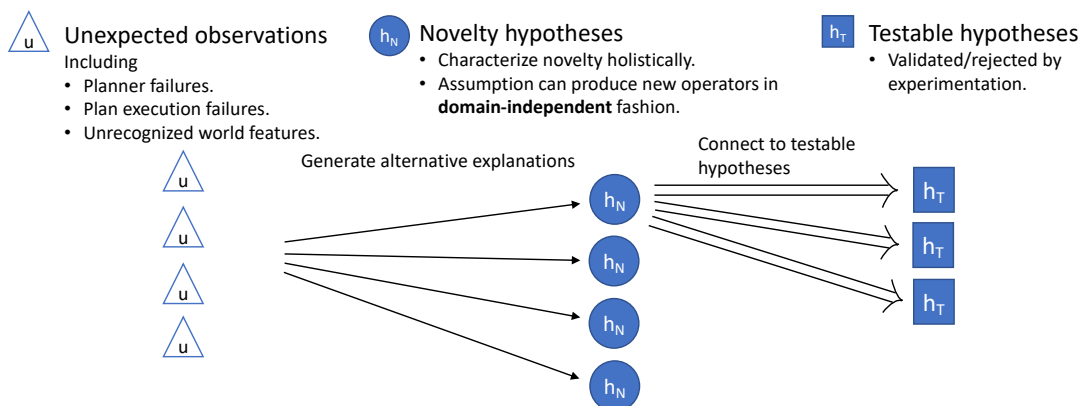 u
Unexpected observations
Including
• Planner failures.
• Plan execution failures.
• Unrecognized world features.
hN
Novelty hypotheses
• Characterize novelty holistically.
• Assumption can produce new operators in
domain-independent fashion.
hT
Testable hypotheses
• Validated/rejected by
experimentation.
Generate alternative explanations
Connect to testable
hypotheses
u
u
u
u
hN
hN
hN
hN
hT
hT
hT